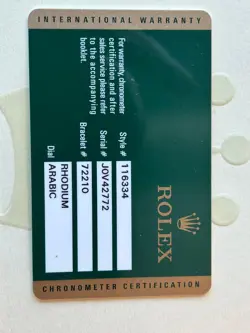 INTERNATIONAL WARRANTY
For warranty, chronometer
certification and after
sales service please refer
to the accompanying
booklet.
ROLEX
Style # 116334
Serial # J0V42772
Bracelet # 72210
Dial RHODIUM
ARABIC
CHRONOMETER CERTIFICATION